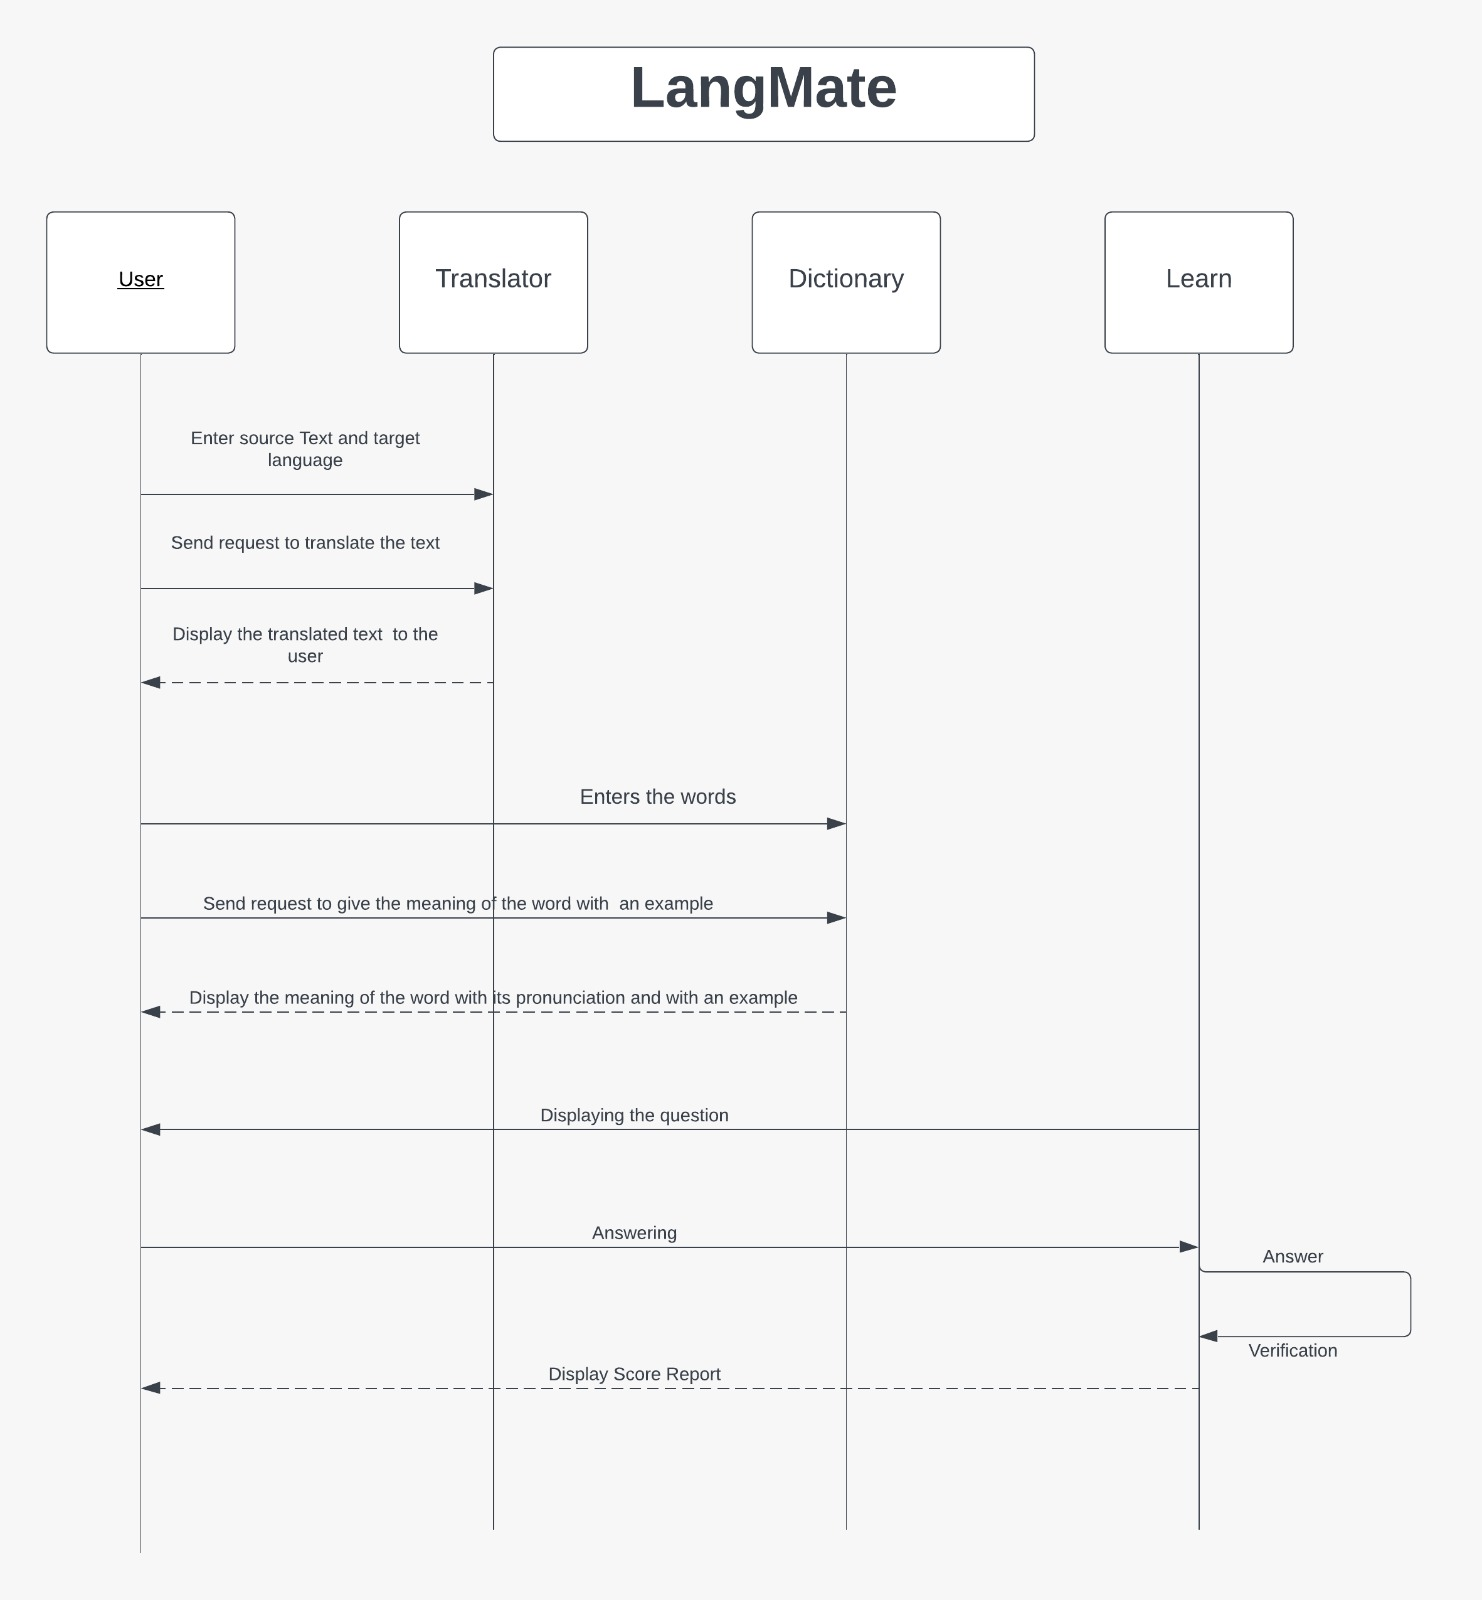 LangMate
User
Translator
Dictionary
Learn
Enter source Text and target
language
Send request to translate the text
Display the translated text  to the
user
Enters the words
Send request to give the meaning of the word with  an example
Display the meaning of the word with its pronunciation and with an example
Displaying the question
Answering
Answer
Verification
Display Score Report